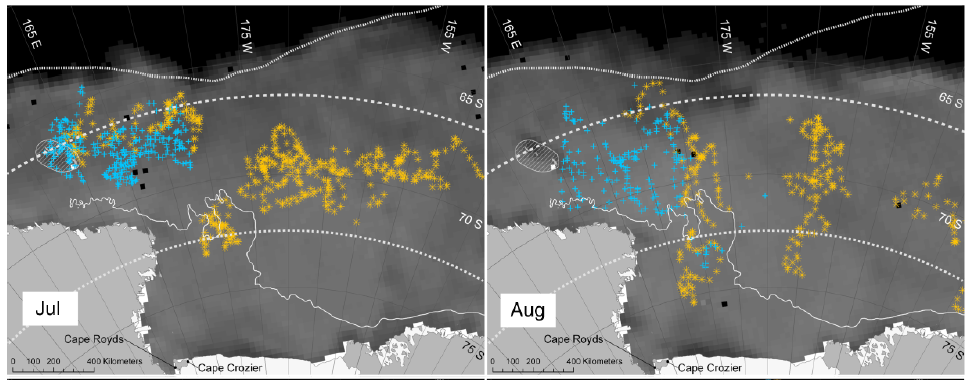 165 E
175 W
155 W
65 S
70 S
75 S
Jul
Cape Royds
0 100 200 400 Kilometers
Cape Crozier
165 E
175 W
155 W
65 S
70 S
75 S
Aug
Cape Royds
0 100 200 400 Kilometers
Cape Crozier